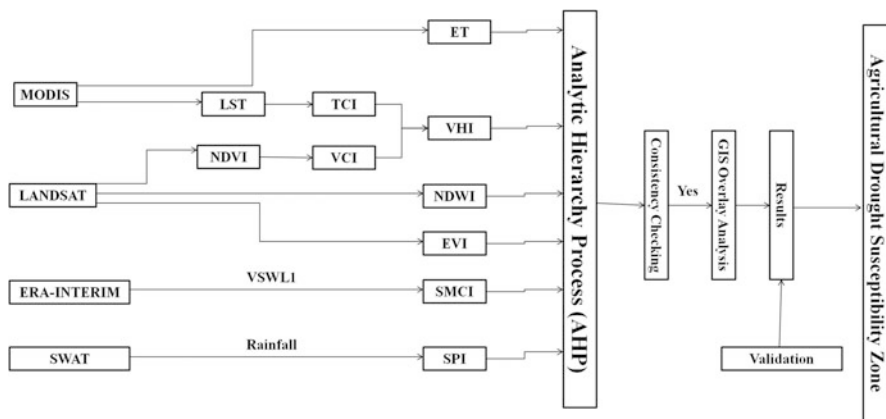 ET
MODIS
LST
TCI
VHI
NDVI
VCI
LANDSAT
NDWI
EVI
VSWL1
ERA-INTERIM
SMCI
Rainfall
SWAT
SPI
Analytic Hierarchy Process (AHP)
Consistency Checking
Yes
GIS Overlay Analysis
Results
Validation
Agricultural Drought Susceptibility Zone